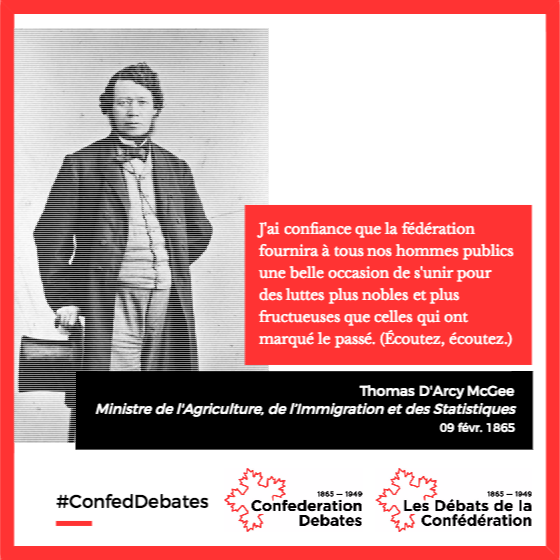 J'ai confiance que la fédération
fournira à tous nos hommes publics
une belle occasion de s'unir pour
des luttes plus nobles et plus
fructueuses que celles qui ont
marqué le passé. (Écoutez, écoutez.)
Thomas D'Arcy McGee
Ministre de l'Agriculture, de l’Immigration et des Statistiques
09 févr. 1865
#ConfedDebates
1865 — 1949
Confederation
Debates
1865 — 1949
Les Débats de la
Confédération